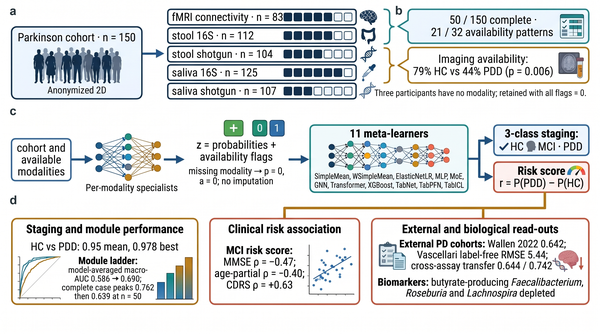 a
Parkinson cohort · n = 150
Anonymized 2D
fMRI connectivity · n = 83
stool 16S · n = 112
stool shotgun · n = 104
saliva 16S · n = 125
saliva shotgun · n = 107
b
50 / 150 complete ·
21 / 32 availability patterns
Imaging availability:
79% HC vs 44% PDD (p = 0.006)
Three participants have no modality; retained with all flags = 0.
c
cohort and
available
modalities
Per-modality specialists
+ 0 1
z = probabilities +
availability flags
missing modality → p = 0,
a = 0; no imputation
11 meta-learners
SimpleMean, WSimpleMean, ElasticNetLR, MLP, MoE,
GNN, Transformer, XGBoost, TabNet, TabPFN, TabICL
3-class staging:
HC MCI · PDD
Risk score
r = P(PDD) − P(HC)
d
Staging and module performance
HC vs PDD: 0.95 mean, 0.978 best
Module ladder:
model-averaged macro-
AUC 0.586 → 0.690;
complete case peaks 0.762
then 0.639 at n = 50
Clinical risk association
MCI risk score:
MMSE ρ = −0.47;
age-partial ρ = −0.40;
CDRS ρ = +0.63
External and biological read-outs
External PD cohorts: Wallen 2022 0.642;
Vascellari label-free RMSE 5.44;
cross-assay transfer 0.644 / 0.742
Biomarkers: butyrate-producing Faecalibacterium,
Roseburia and Lachnospira depleted